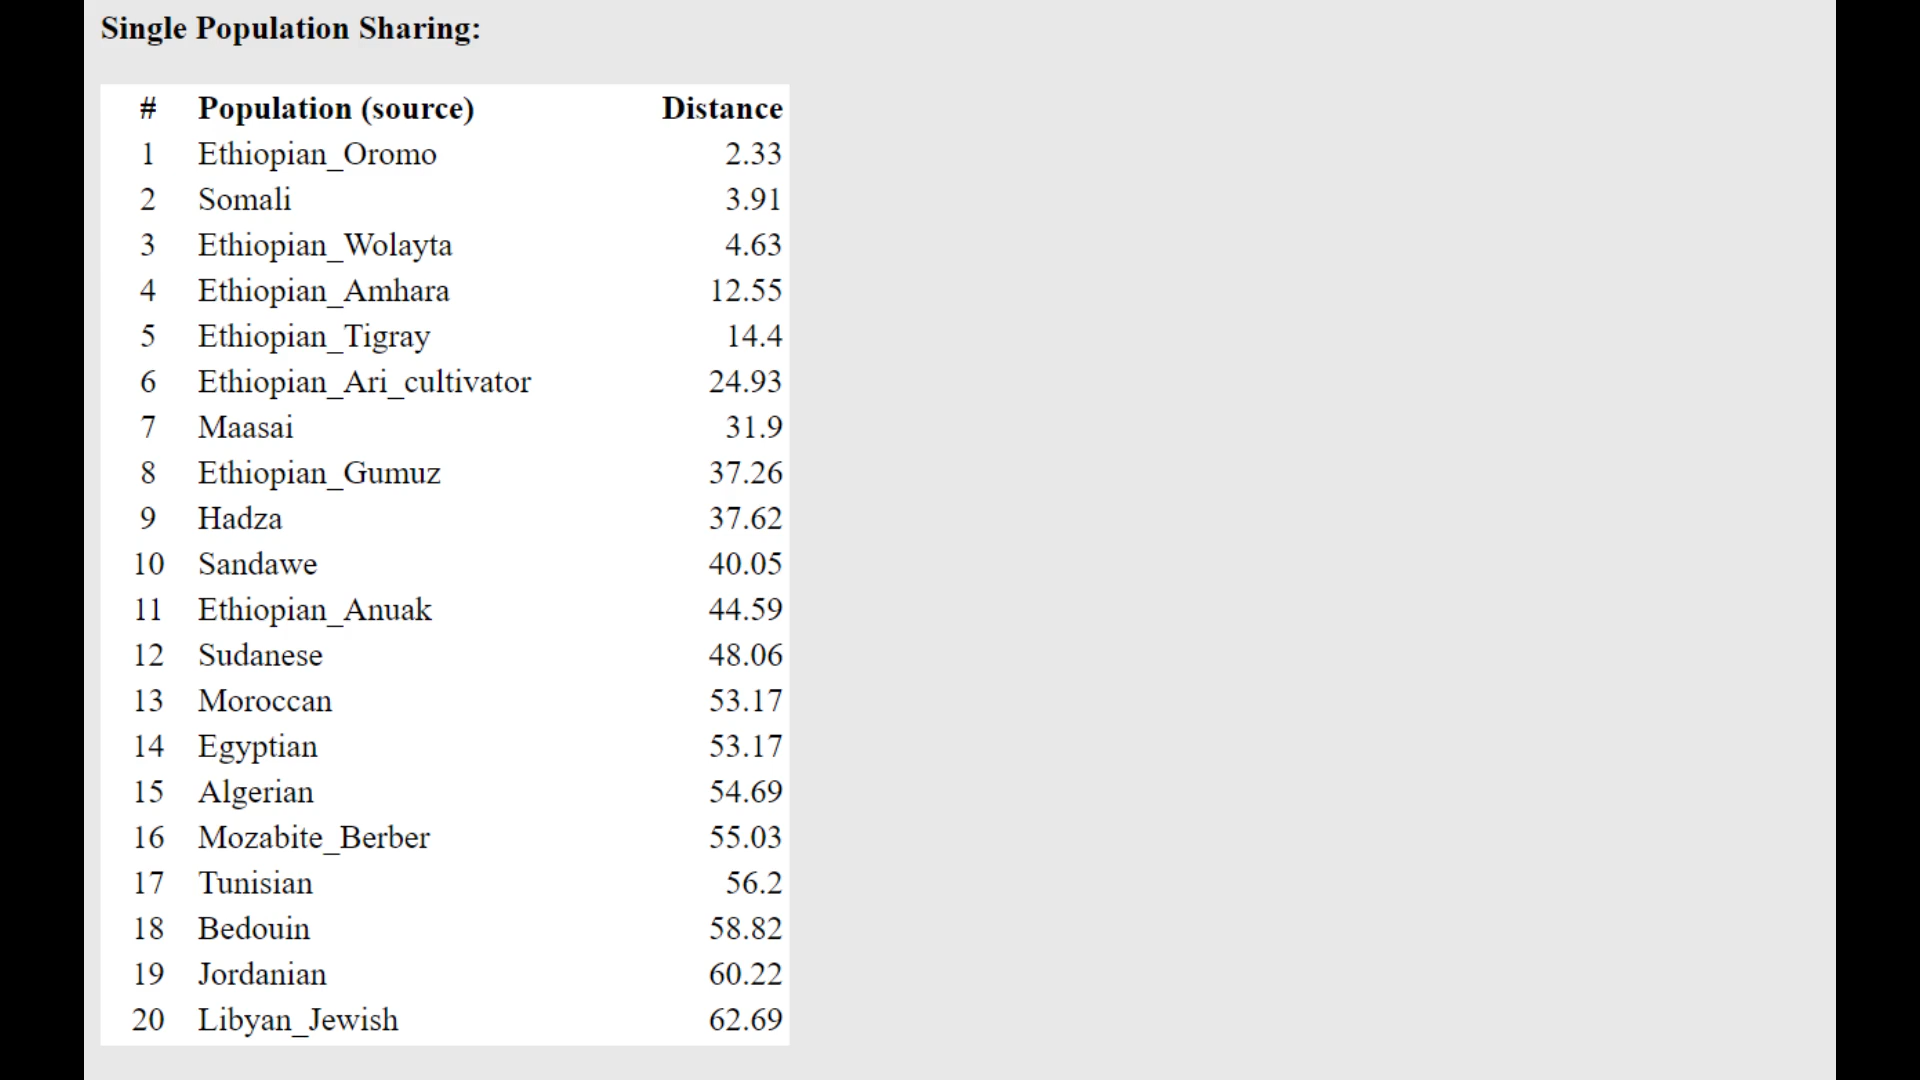 Single Population Sharing:
# Population (source) Distance
1 Ethiopian_Oromo 2.33
2 Somali 3.91
3 Ethiopian_Wolayta 4.63
4 Ethiopian_Amhara 12.55
5 Ethiopian_Tigray 14.4
6 Ethiopian_Ari_cultivator 24.93
7 Maasai 31.9
8 Ethiopian_Gumuz 37.26
9 Hadza 37.62
10 Sandawe 40.05
11 Ethiopian_Anuak 44.59
12 Sudanese 48.06
13 Moroccan 53.17
14 Egyptian 53.17
15 Algerian 54.69
16 Mozabite_Berber 55.03
17 Tunisian 56.2
18 Bedouin 58.82
19 Jordanian 60.22
20 Libyan_Jewish 62.69